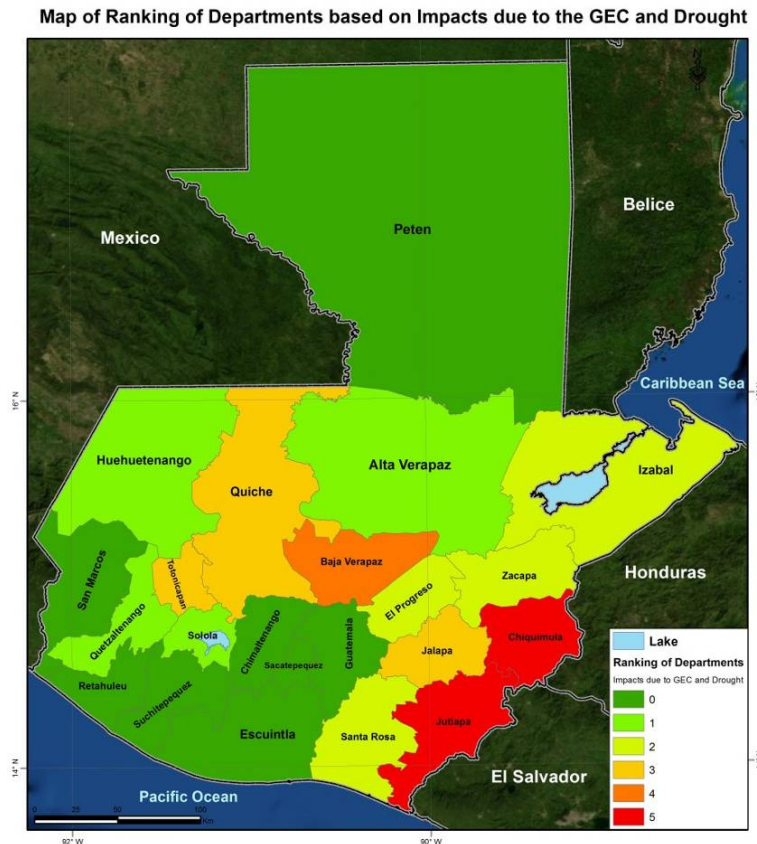 Map of Ranking of Departments based on Impacts due to the GEC and Drought
Belice
Mexico
Peten
Caribbean Sea
16° N
Huehuetenango
Alta Verapaz
Izabal
Quiche
Baja Verapaz
Totonicapan
San Marcos
Zacapa
Honduras
El Progreso
Quetzaltenango
Solola
Chimaltenango
Guatemala
Chiquimula
Jalapa
Sacatepequez
Retahuleu
Suchitepequez
Escuintla
Santa Rosa
Jutiapa
El Salvador
14° N
Pacific Ocean
0 25 50 100
Km
92° W
90° W
Lake
Ranking of Departments
Impacts due to GEC and Drought
0
1
2
3
4
5